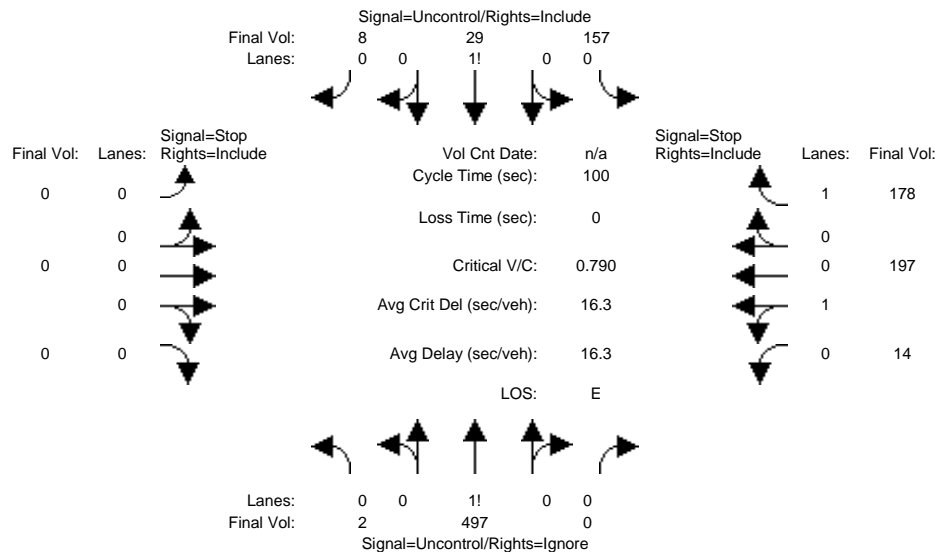 Signal=Uncontrol/Rights=Include
Final Vol: 8 29 157
Lanes: 0 0 1! 0 0
Signal=Stop Signal=Stop
Final Vol: Lanes: Rights=Include Vol Cnt Date: n/a Rights=Include Lanes: Final Vol:
Cycle Time (sec): 100
0 0 1 178
Loss Time (sec): 0
0 0
0 0 Critical V/C: 0.790 0 197
0 Avg Crit Del (sec/veh): 16.3 1
0 0 Avg Delay (sec/veh): 16.3 0 14
LOS: E
Lanes: 0 0 1! 0 0
Final Vol: 2 497 0
Signal=Uncontrol/Rights=Ignore